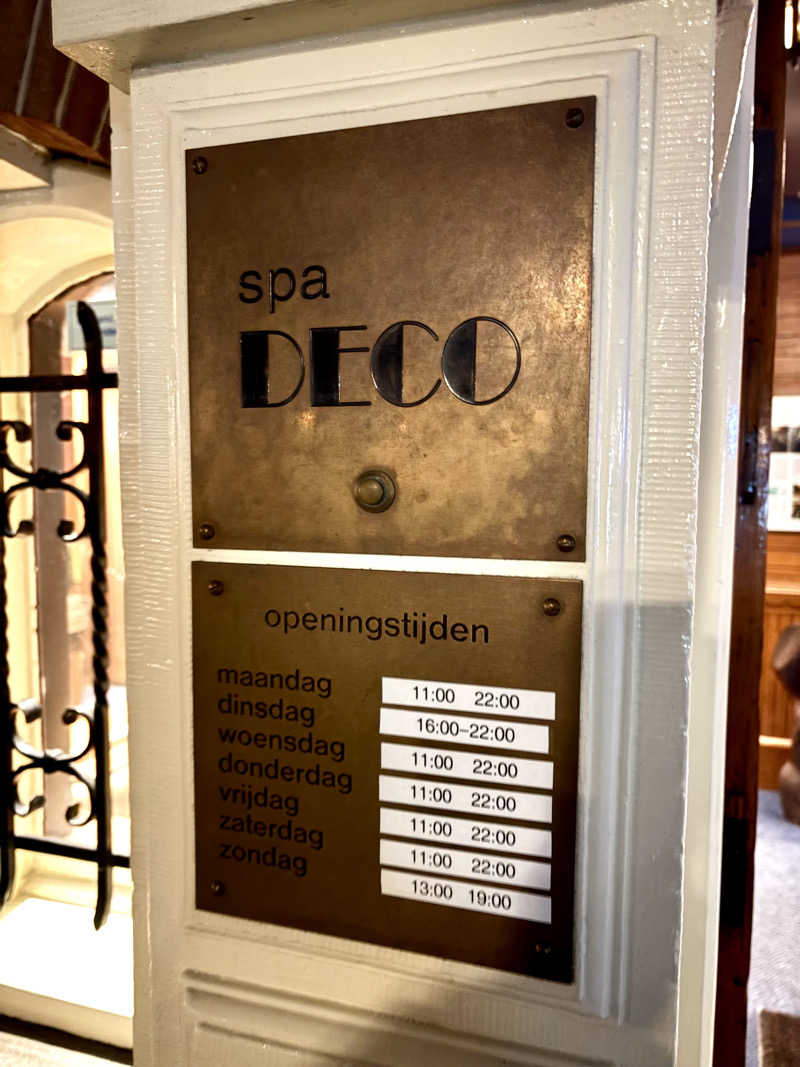 spa
DECO
openingstijden
maandag 11:00 22:00
dinsdag 16:00–22:00
woensdag 11:00 22:00
donderdag 11:00 22:00
vrijdag 11:00 22:00
zaterdag 11:00 22:00
zondag 13:00 19:00